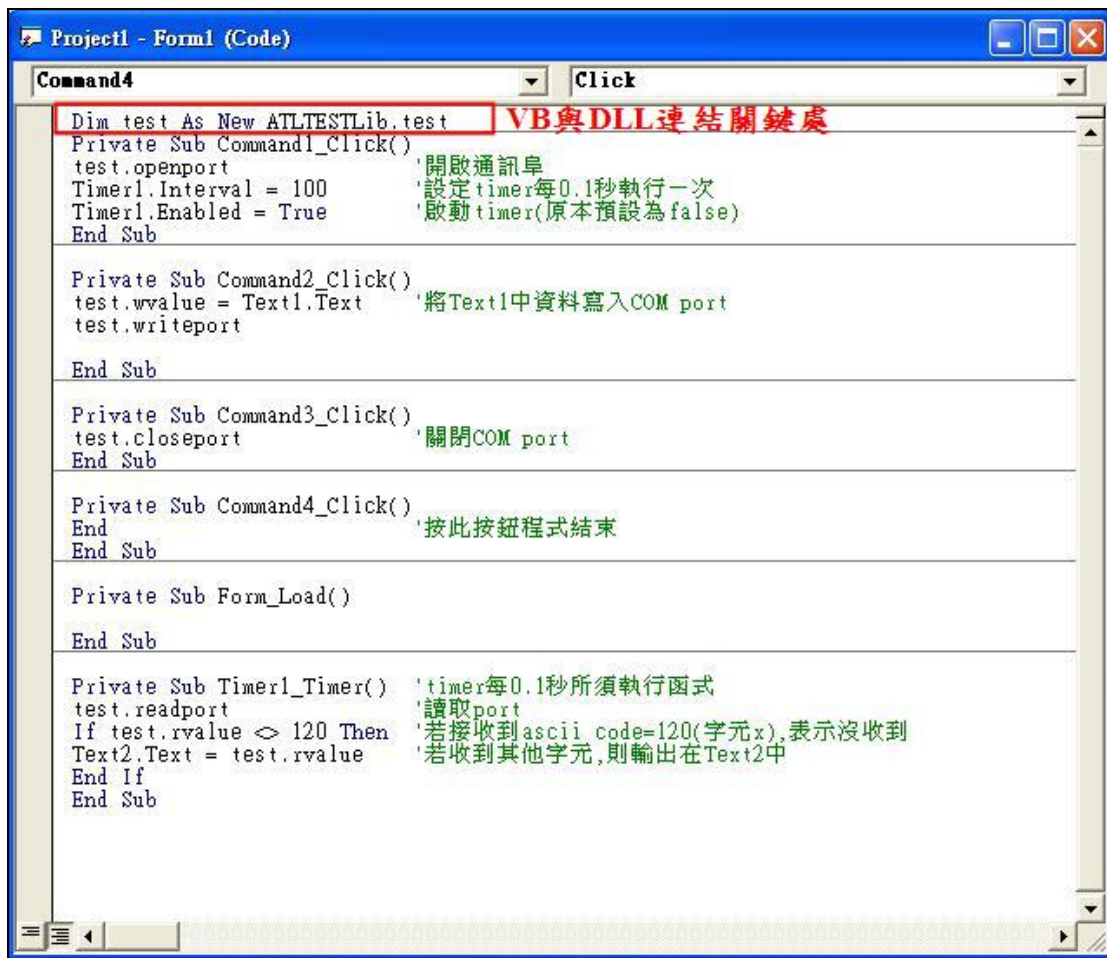 Project1 - Form1 (Code)
Command4 Click
Dim test As New ATLTESTLib.test VB與DLL連結關鍵處
Private Sub Command1_Click()
test.openport '開啟通訊阜
Timer1.Interval = 100 '設定timer每0.1秒執行一次
Timer1.Enabled = True '啟動timer(原本預設為false)
End Sub
Private Sub Command2_Click()
test.wvalue = Text1.Text '將Text1中資料寫入COM port
test.writeport
End Sub
Private Sub Command3_Click()
test.closeport '關閉COM port
End Sub
Private Sub Command4_Click()
End '按此按鈕程式結束
End Sub
Private Sub Form_Load()
End Sub
Private Sub Timer1_Timer() 'timer每0.1秒所須執行函式
test.readport '讀取port
If test.rvalue <> 120 Then '若接收到ascii code=120(字元x),表示沒收到
Text2.Text = test.rvalue '若收到其他字元,則輸出在Text2中
End If
End Sub